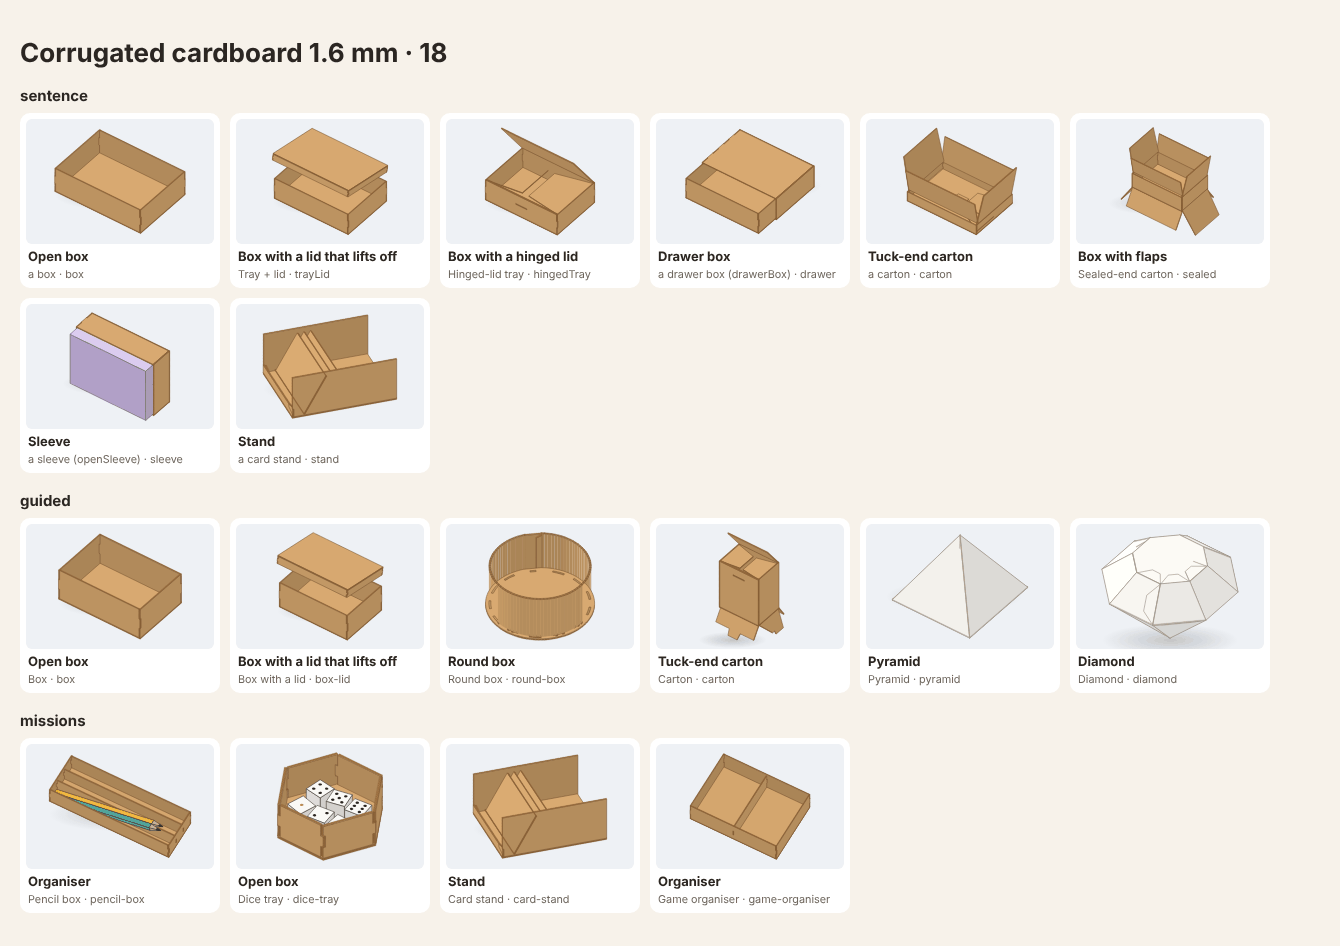 Corrugated cardboard 1.6 mm · 18
sentence
Open box
a box · box
Box with a lid that lifts off
Tray + lid · trayLid
Box with a hinged lid
Hinged-lid tray · hingedTray
Drawer box
a drawer box (drawerBox) · drawer
Tuck-end carton
a carton · carton
Box with flaps
Sealed-end carton · sealed
Sleeve
a sleeve (openSleeve) · sleeve
Stand
a card stand · stand
guided
Open box
Box · box
Box with a lid that lifts off
Box with a lid · box-lid
Round box
Round box · round-box
Tuck-end carton
Carton · carton
Pyramid
Pyramid · pyramid
Diamond
Diamond · diamond
missions
Organiser
Pencil box · pencil-box
Open box
Dice tray · dice-tray
Stand
Card stand · card-stand
Organiser
Game organiser · game-organiser